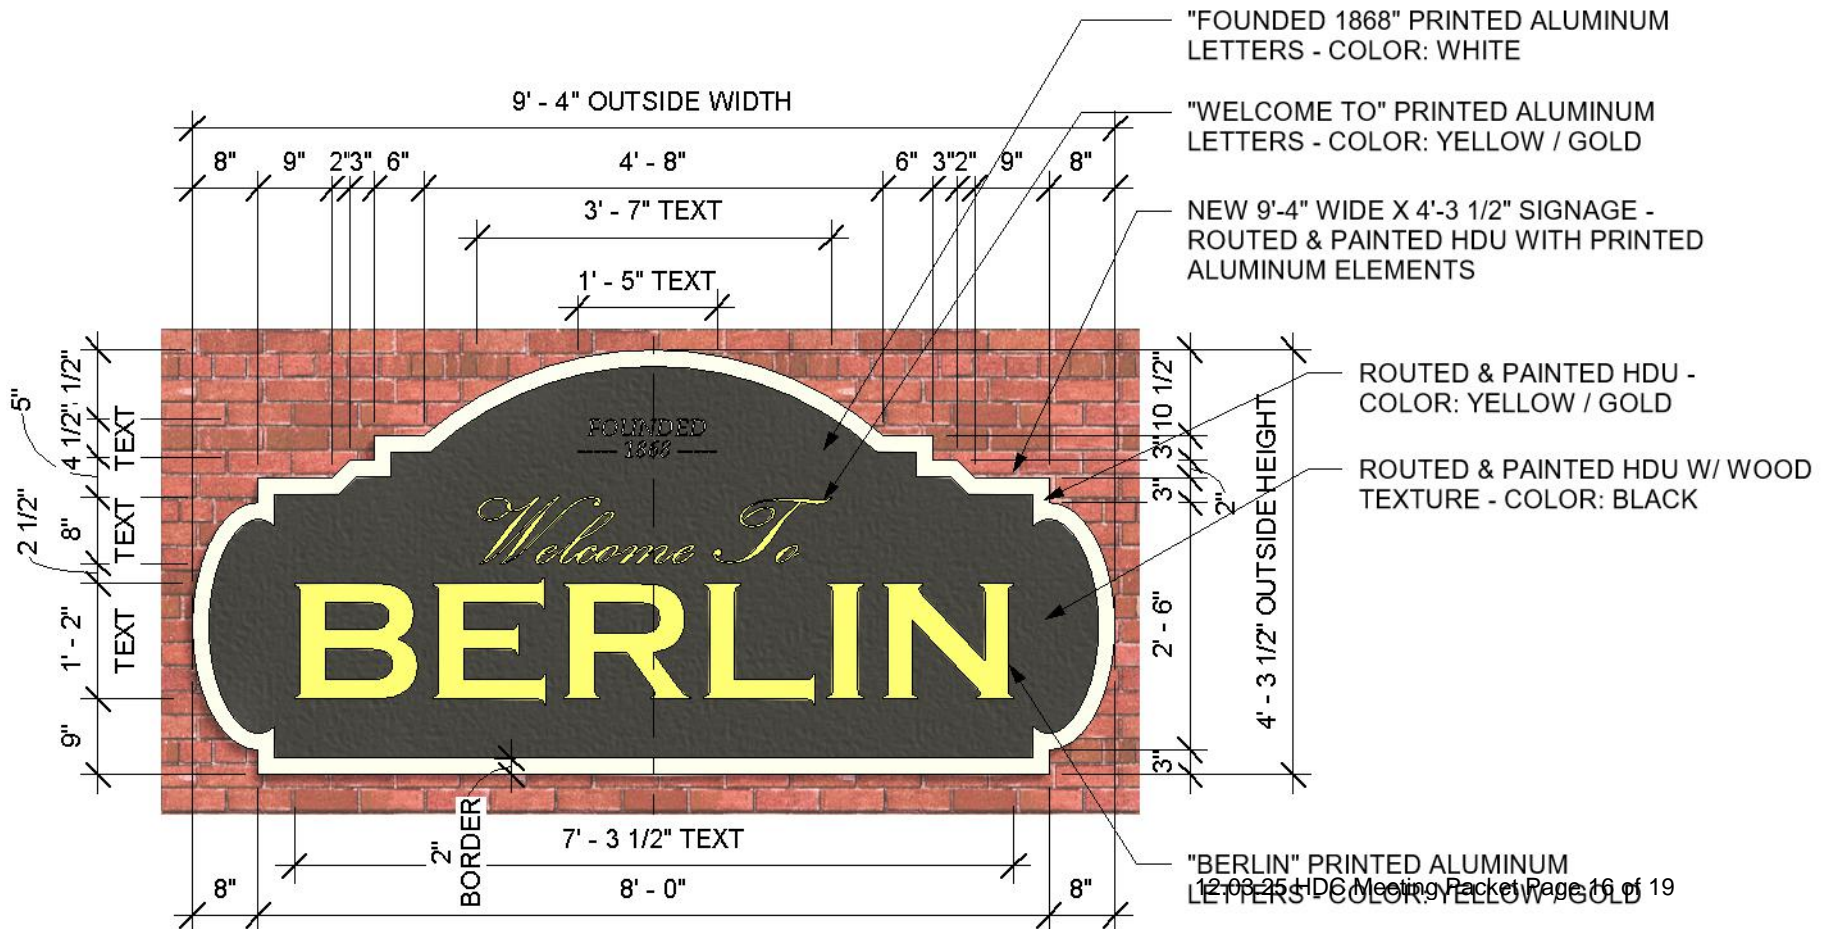 "FOUNDED 1868" PRINTED ALUMINUM
LETTERS - COLOR: WHITE
9' - 4" OUTSIDE WIDTH
"WELCOME TO" PRINTED ALUMINUM
LETTERS - COLOR: YELLOW / GOLD
8" 9" 2" 3" 6" 4' - 8" 6" 3" 2" 9" 8"
3' - 7" TEXT
NEW 9'-4" WIDE X 4'-3 1/2" SIGNAGE -
ROUTED & PAINTED HDU WITH PRINTED
ALUMINUM ELEMENTS
1' - 5" TEXT
ROUTED & PAINTED HDU -
COLOR: YELLOW / GOLD
ROUTED & PAINTED HDU W/ WOOD
TEXTURE - COLOR: BLACK
5"
4 1/2"
TEXT
2 1/2"
8"
TEXT
1' - 2"
TEXT
9"
FOUNDED
1868
Welcome To
BERLIN
10 1/2"
3"
2"
3"
2' - 6"
3"
4' - 3 1/2" OUTSIDE HEIGHT
2"
BORDER
7' - 3 1/2" TEXT
8" 8' - 0" 8"
"BERLIN" PRINTED ALUMINUM
LETTERS - COLOR: YELLOW / GOLD
12.03.25 HDC Meeting Packet Page 16 of 19